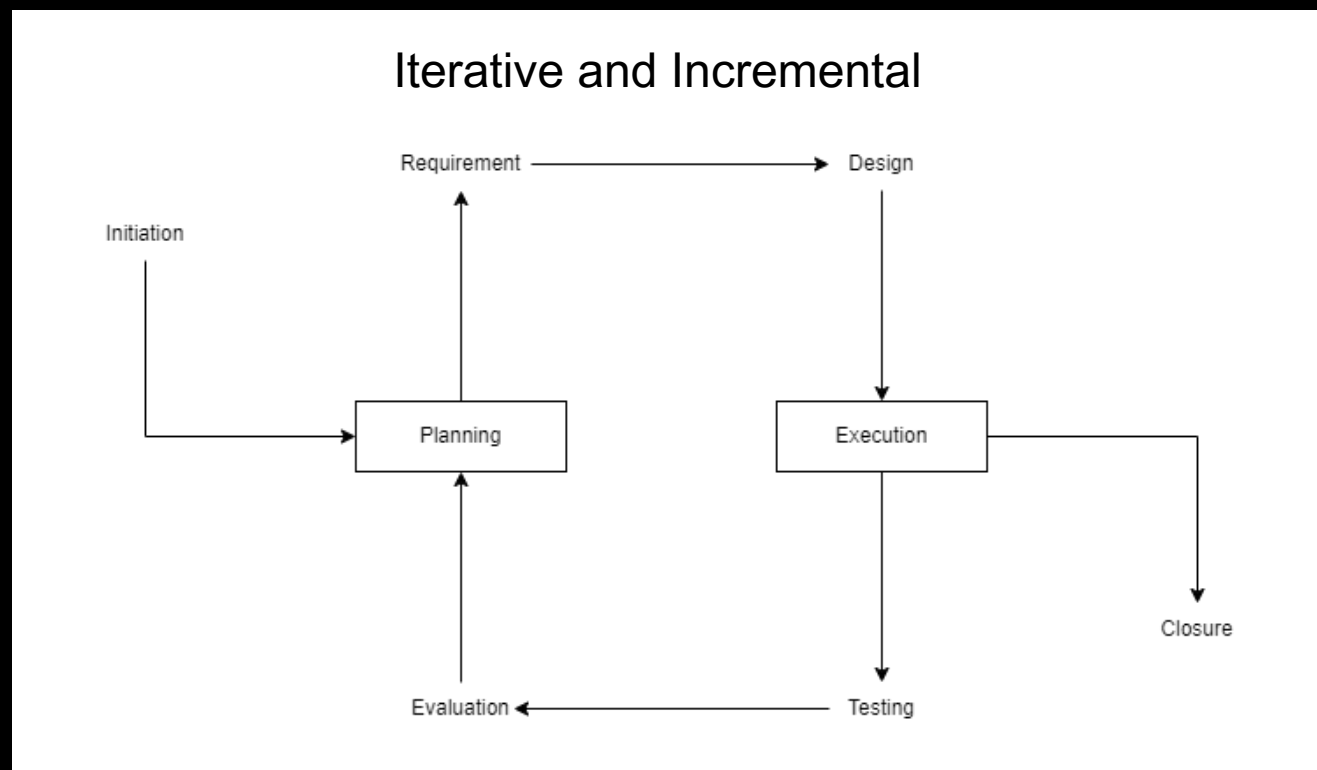 Iterative and Incremental
Requirement
Design
Initiation
Planning
Execution
Closure
Evaluation
Testing